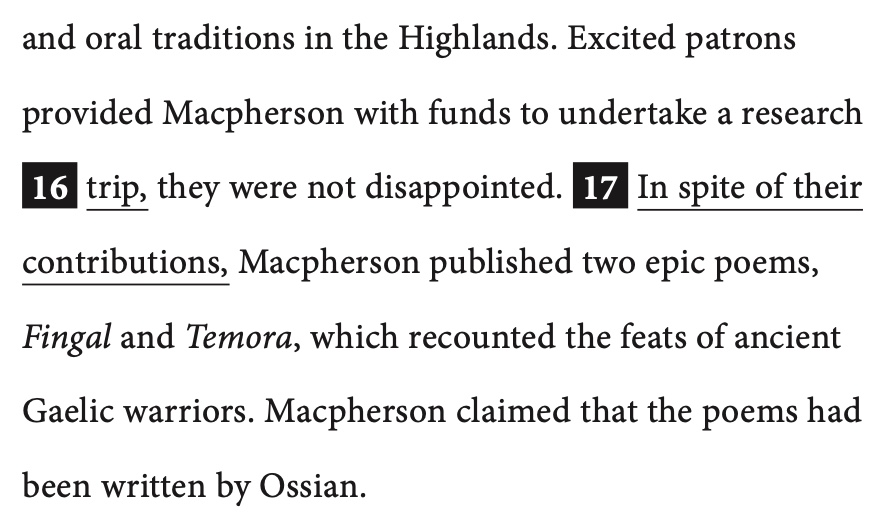 and oral traditions in the Highlands. Excited patrons
provided Macpherson with funds to undertake a research
16 trip, they were not disappointed. 17 In spite of their
contributions, Macpherson published two epic poems,
Fingal and Temora, which recounted the feats of ancient
Gaelic warriors. Macpherson claimed that the poems had
been written by Ossian.